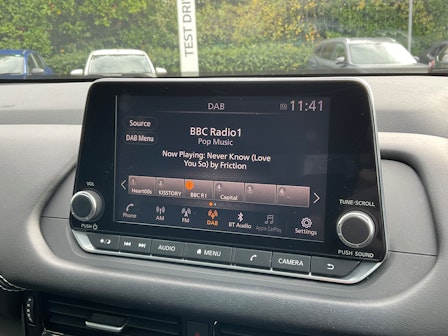 TEST DRI
DAB
11:41
Source
BBC Radio1
DAB Menu
Pop Music
Now Playing: Never Know (Love
You So) by Friction
1 Heart00s
2 KISSTORY
3 BBC R1
4 Capital
5 ..
6 ..
Phone
AM
FM
DAB
BT Audio
Apple CarPlay
Settings
VOL
PUSH
TUNE·SCROLL
PUSH SOUND
AUDIO
MENU
CAMERA